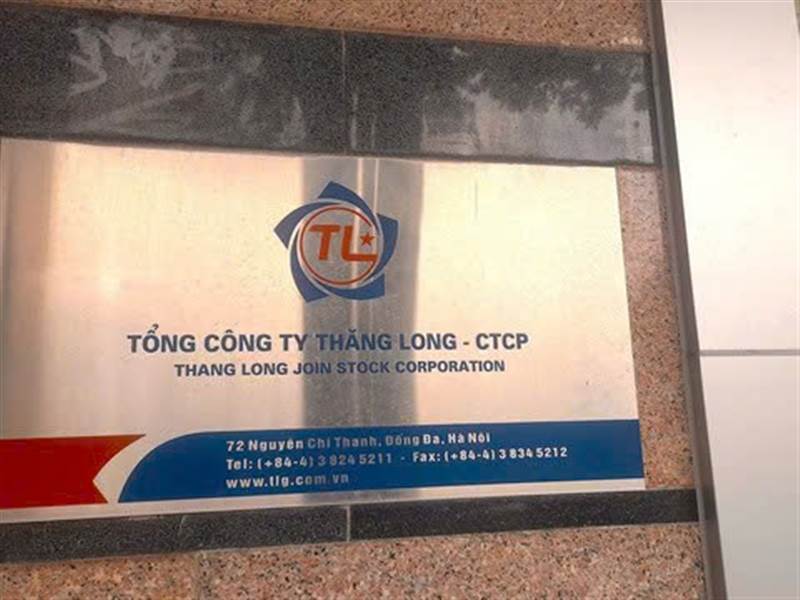 TL
TỔNG CÔNG TY THĂNG LONG - CTCP
THANG LONG JOIN STOCK CORPORATION
72 Nguyễn Chí Thanh, Đống Đa, Hà Nội
Tel: (+84-4) 3 824 5211 - Fax: (+84-4) 3 834 5212
www.tlg.com.vn